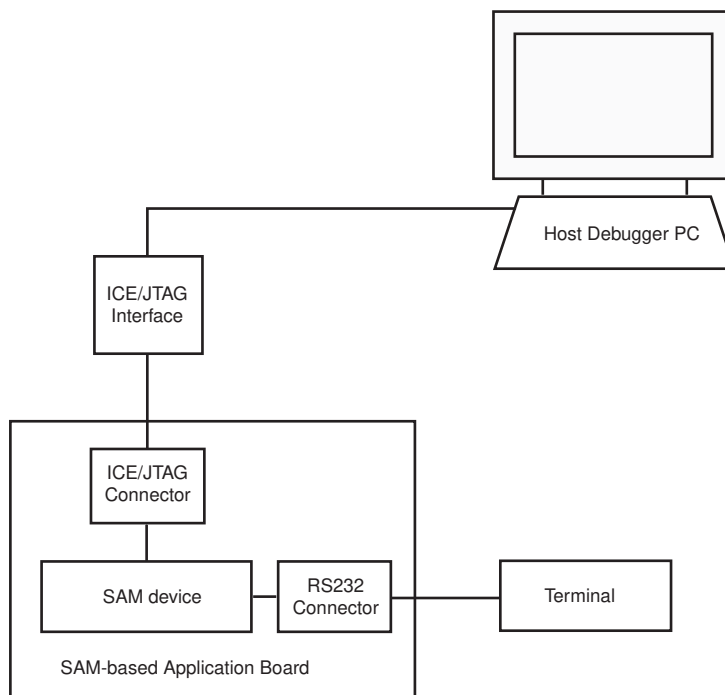 Host Debugger PC
ICE/JTAG
Interface
ICE/JTAG
Connector
SAM device
RS232
Connector
Terminal
SAM-based Application Board